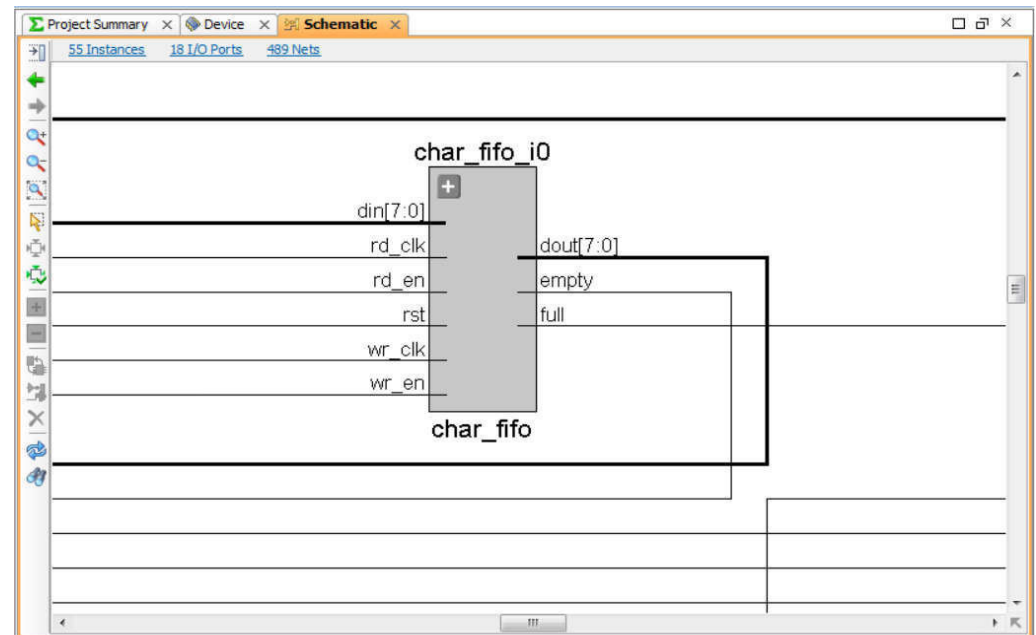 Project Summary Device Schematic
55 Instances 18 I/O Ports 489 Nets
char_fifo_i0
din[7:0]
rd_clk dout[7:0]
rd_en empty
rst full
wr_clk
wr_en
char_fifo